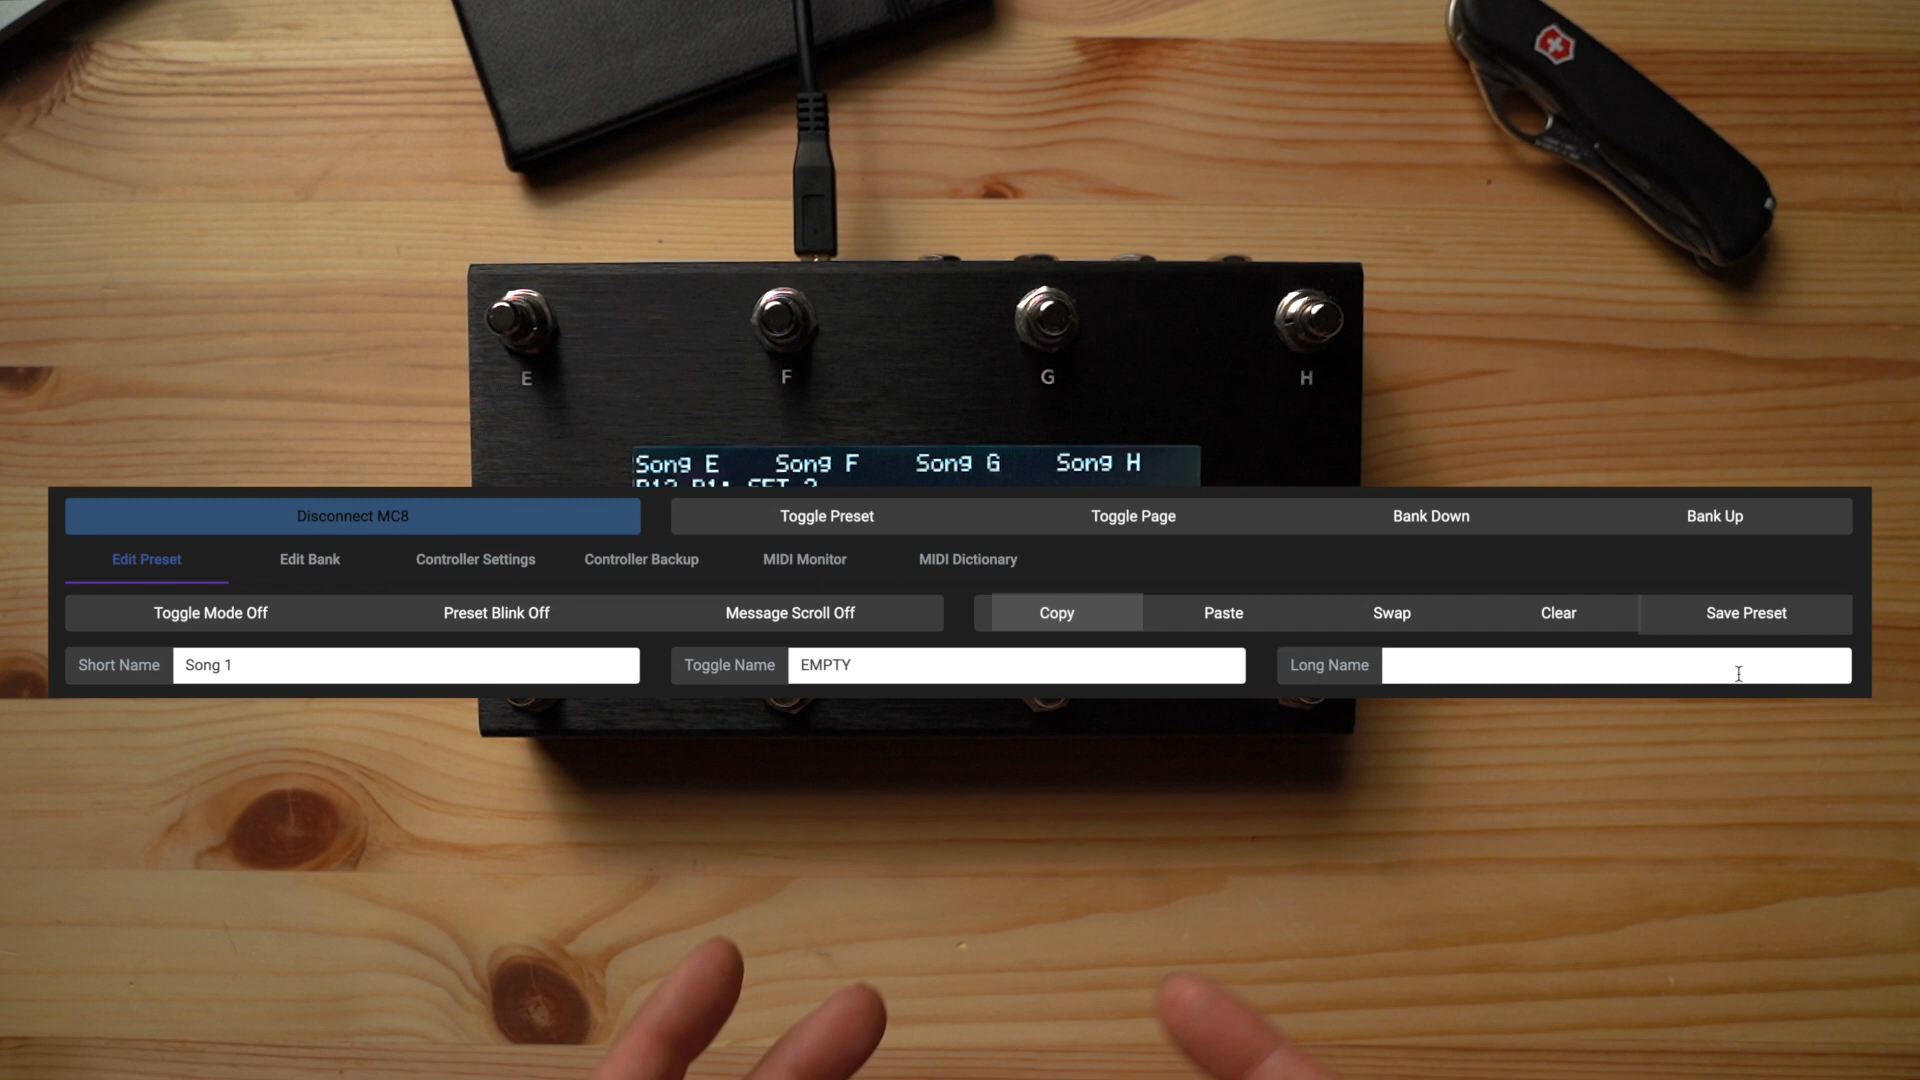 E F G H
Song E Song F Song G Song H
Disconnect MC8 Toggle Preset Toggle Page Bank Down Bank Up
Edit Preset Edit Bank Controller Settings Controller Backup MIDI Monitor MIDI Dictionary
Toggle Mode Off Preset Blink Off Message Scroll Off Copy Paste Swap Clear Save Preset
Short Name Song 1 Toggle Name EMPTY Long Name